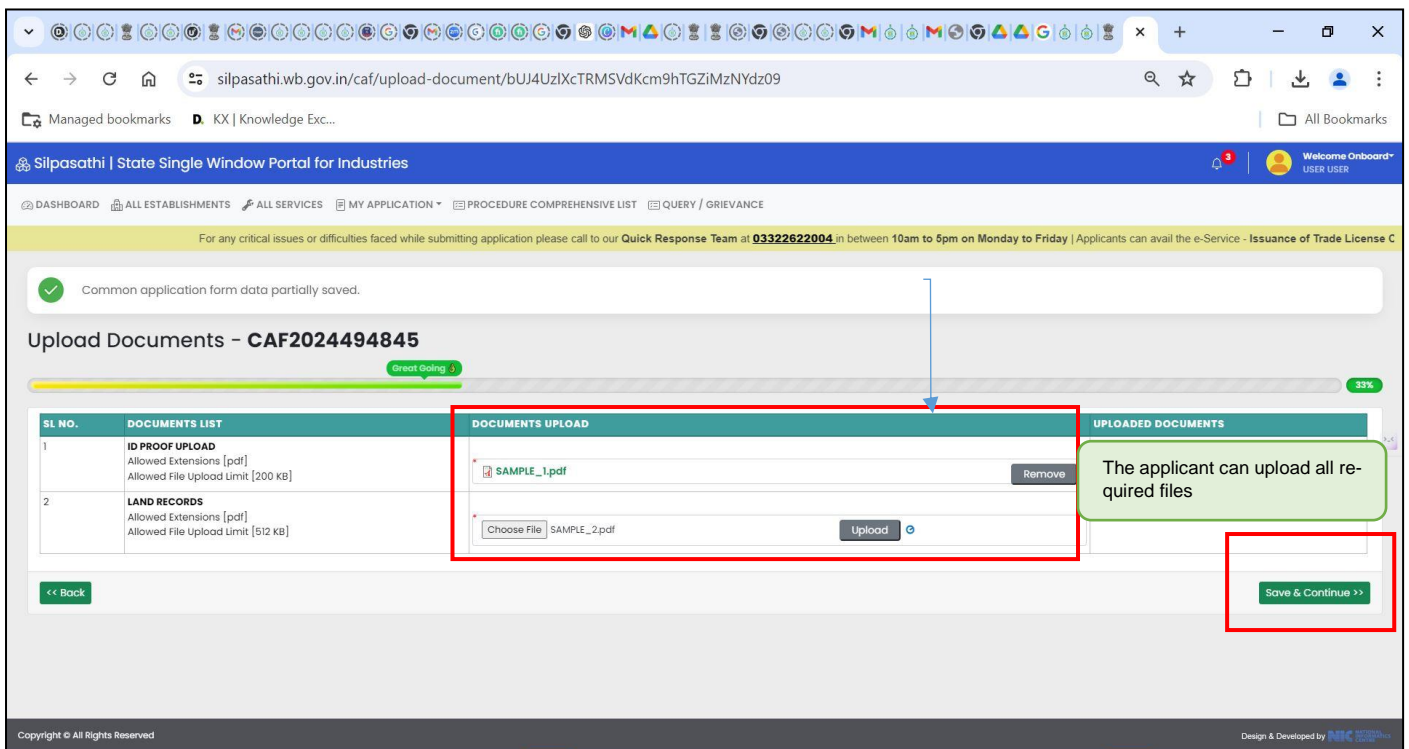 silpasathi.wb.gov.in/caf/upload-document/bUJ4UzlXcTRMSVdKcm9hTGZiMzNYdz09
Managed bookmarks D. KX | Knowledge Exc... All Bookmarks
Silpasathi | State Single Window Portal for Industries 3 Welcome Onboard
USER USER
DASHBOARD ALL ESTABLISHMENTS ALL SERVICES MY APPLICATION PROCEDURE COMPREHENSIVE LIST QUERY / GRIEVANCE
For any critical issues or difficulties faced while submitting application please call to our Quick Response Team at 03322622004 in between 10am to 5pm on Monday to Friday | Applicants can avail the e-Service - Issuance of Trade License C
Common application form data partially saved.
Upload Documents - CAF2024494845
Great Going
33%
SL NO. DOCUMENTS LIST DOCUMENTS UPLOAD UPLOADED DOCUMENTS
1 ID PROOF UPLOAD
Allowed Extensions [pdf]
Allowed File Upload Limit [200 KB]
* SAMPLE_1.pdf Remove
The applicant can upload all re-
quired files
2 LAND RECORDS
Allowed Extensions [pdf]
Allowed File Upload Limit [512 KB]
* Choose File SAMPLE_2.pdf Upload
<< Back Save & Continue >>
Copyright © All Rights Reserved Design & Developed by NIC NATIONAL INFORMATICS CENTRE